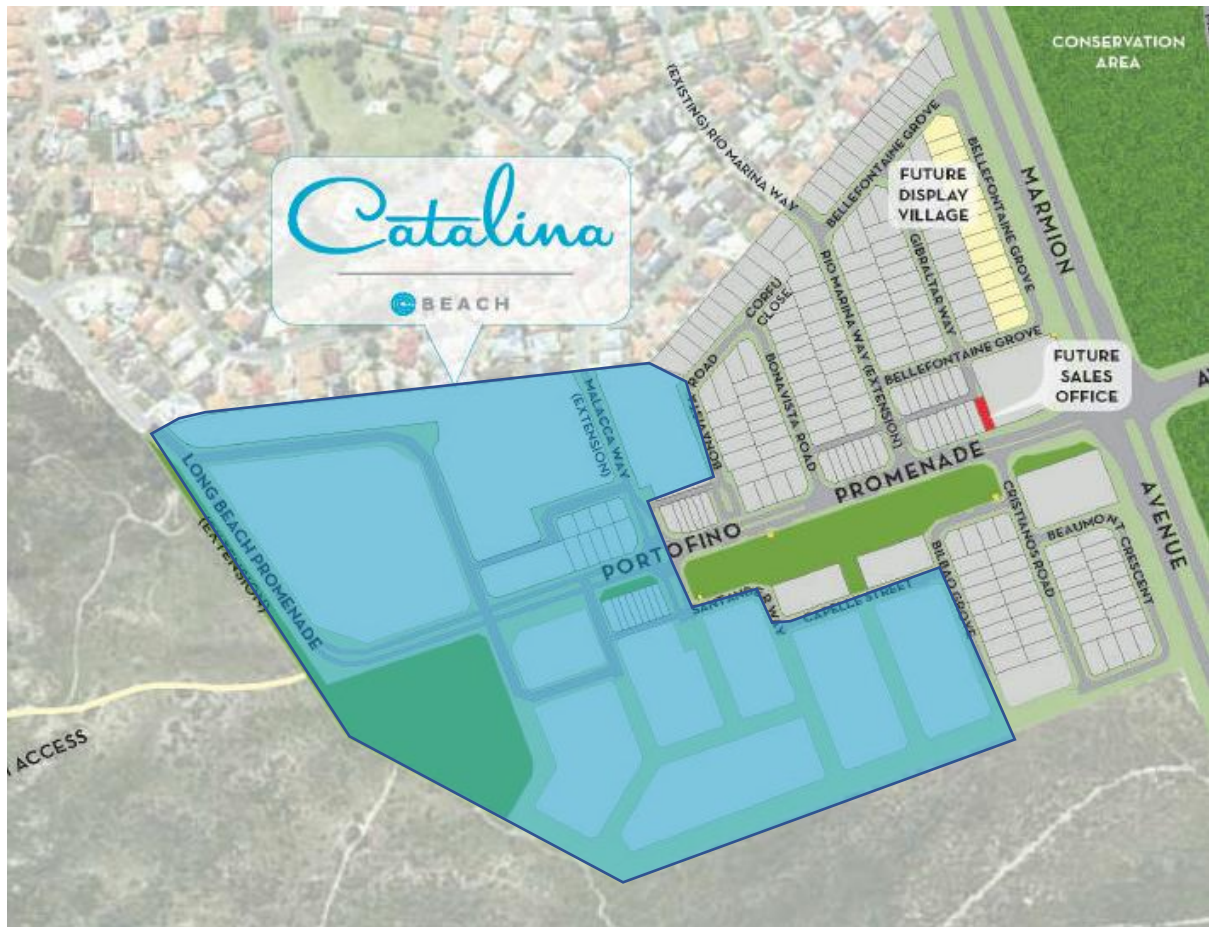 CONSERVATION
AREA
(EXISTING) RIO MARINA WAY
BELLEFONTAINE GROVE
FUTURE
DISPLAY
VILLAGE
BELLEFONTAINE GROVE
MARMION
Catalina
BEACH
GIBRALTAR WAY
RIO MARINA WAY (EXTENSION)
CORFU
CLOSE
BELLEFONTAINE GROVE
FUTURE
SALES
OFFICE
BONAVISTA ROAD
BONAVISTA ROAD
MALACCA WAY
(EXTENSION)
PORTOFINO PROMENADE
LONG BEACH PROMENADE
(EXTENSION)
CRISTIANOS ROAD
BEAUMONT CRESCENT
AVENUE
BILBAO GROVE
CAPELLE STREET
WAY
ACCESS